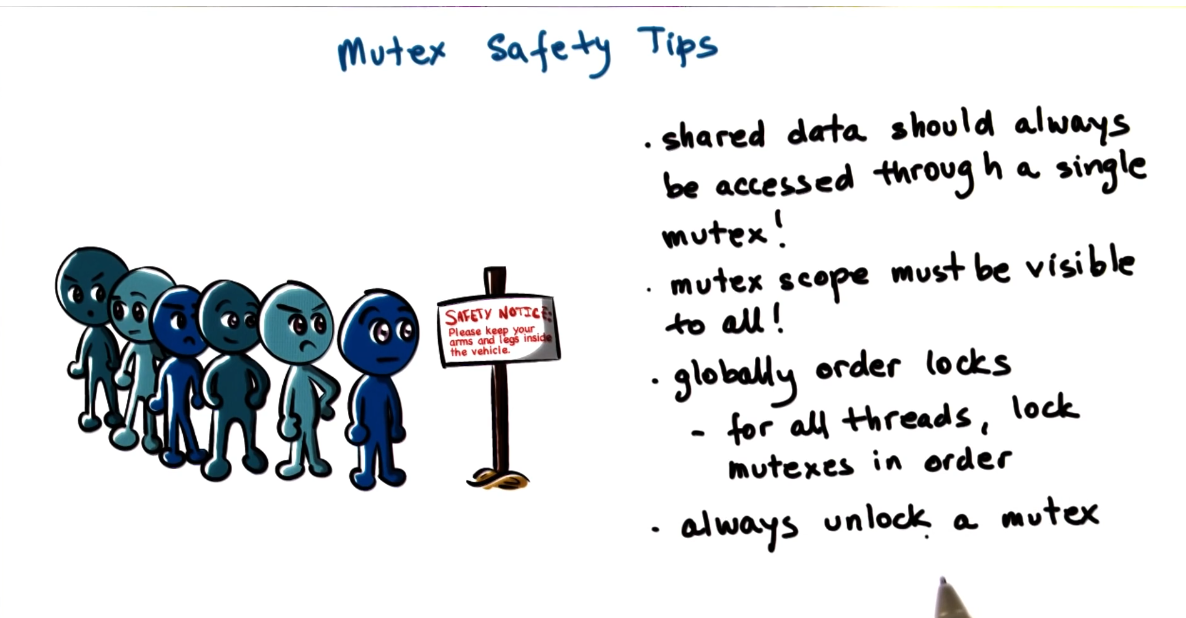 Mutex Safety Tips
SAFETY NOTICE:
Please keep your
arms and legs inside
the vehicle.
• shared data should always
be accessed through a single
mutex!
• mutex scope must be visible
to all!
• globally order locks
- for all threads, lock
mutexes in order
• always unlock a mutex